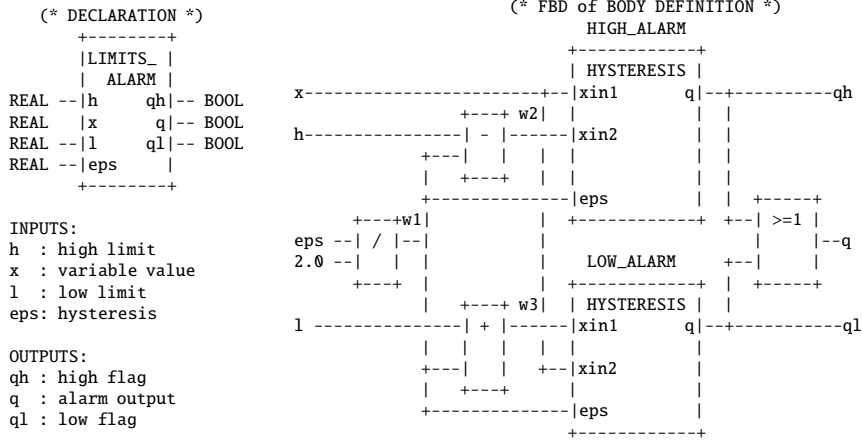 (* DECLARATION *)
+--------+
|LIMITS_ |
| ALARM |
REAL --|h qh|-- BOOL
REAL |x q|-- BOOL
REAL --|l ql|-- BOOL
REAL --|eps |
+--------+
INPUTS:
h : high limit
x : variable value
l : low limit
eps: hysteresis
OUTPUTS:
qh : high flag
q : alarm output
ql : low flag
(* FBD of BODY DEFINITION *)
HIGH_ALARM
+------------+
| HYSTERESIS |
x------------------------+--|xin1 q|--+----------qh
+---+ w2| | | |
h----------------| - |------|xin2 | |
+---| | | | | |
| +---+ | | | |
+--------------|eps | | +-----+
+---+w1| | +------------+ +--| >=1 |
eps --| / |--| | | | |--q
2.0 --| | | | LOW_ALARM +--| |
+---+ | | +------------+ | +-----+
| +---+ w3| | HYSTERESIS | |
l ---------------| + |------|xin1 q|--+-----------ql
| | | | | |
+---| | +--|xin2 |
| +---+ | |
+--------------|eps |
+------------+